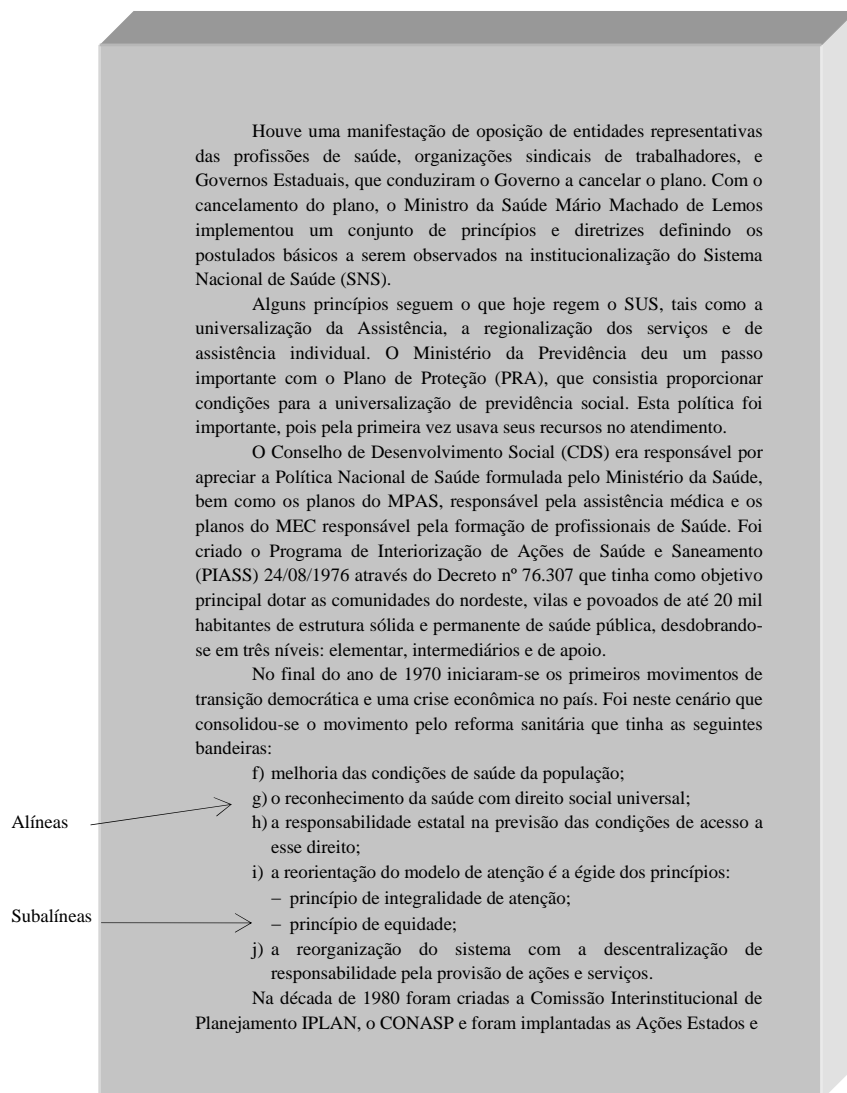 Houve uma manifestação de oposição de entidades representativas
das profissões de saúde, organizações sindicais de trabalhadores, e
Governos Estaduais, que conduziram o Governo a cancelar o plano. Com o
cancelamento do plano, o Ministro da Saúde Mário Machado de Lemos
implementou um conjunto de princípios e diretrizes definindo os
postulados básicos a serem observados na institucionalização do Sistema
Nacional de Saúde (SNS).
Alguns princípios seguem o que hoje regem o SUS, tais como a
universalização da Assistência, a regionalização dos serviços e de
assistência individual. O Ministério da Previdência deu um passo
importante com o Plano de Proteção (PRA), que consistia proporcionar
condições para a universalização de previdência social. Esta política foi
importante, pois pela primeira vez usava seus recursos no atendimento.
O Conselho de Desenvolvimento Social (CDS) era responsável por
apreciar a Política Nacional de Saúde formulada pelo Ministério da Saúde,
bem como os planos do MPAS, responsável pela assistência médica e os
planos do MEC responsável pela formação de profissionais de Saúde. Foi
criado o Programa de Interiorização de Ações de Saúde e Saneamento
(PIASS) 24/08/1976 através do Decreto nº 76.307 que tinha como objetivo
principal dotar as comunidades do nordeste, vilas e povoados de até 20 mil
habitantes de estrutura sólida e permanente de saúde pública, desdobrando-
se em três níveis: elementar, intermediários e de apoio.
No final do ano de 1970 iniciaram-se os primeiros movimentos de
transição democrática e uma crise econômica no país. Foi neste cenário que
consolidou-se o movimento pelo reforma sanitária que tinha as seguintes
bandeiras:
f) melhoria das condições de saúde da população;
g) o reconhecimento da saúde com direito social universal;
Alíneas
h) a responsabilidade estatal na previsão das condições de acesso a
esse direito;
i) a reorientação do modelo de atenção é a égide dos princípios:
− princípio de integralidade de atenção;
Subalíneas
− princípio de equidade;
j) a reorganização do sistema com a descentralização de
responsabilidade pela provisão de ações e serviços.
Na década de 1980 foram criadas a Comissão Interinstitucional de
Planejamento IPLAN, o CONASP e foram implantadas as Ações Estados e